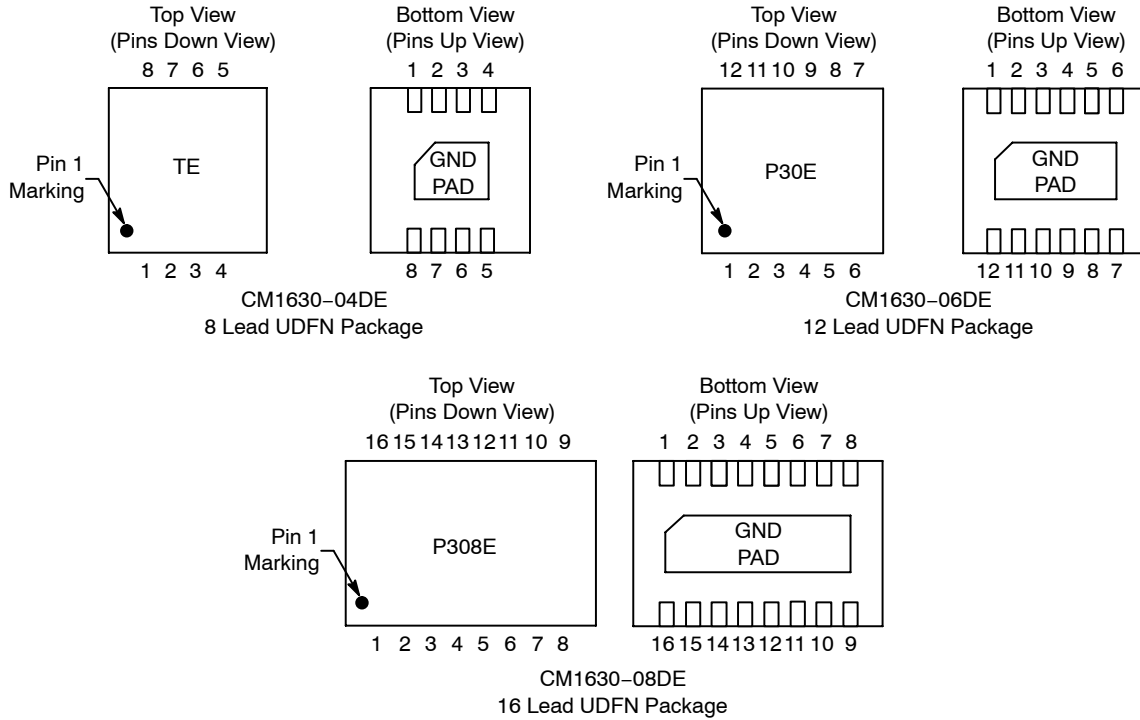 Top View
(Pins Down View)
8 7 6 5
TE
Pin 1
Marking
1 2 3 4
Bottom View
(Pins Up View)
1 2 3 4
GND
PAD
8 7 6 5
CM1630−04DE
8 Lead UDFN Package
Top View
(Pins Down View)
12 11 10 9 8 7
P30E
Pin 1
Marking
1 2 3 4 5 6
Bottom View
(Pins Up View)
1 2 3 4 5 6
GND
PAD
12 11 10 9 8 7
CM1630−06DE
12 Lead UDFN Package
Top View
(Pins Down View)
16 15 14 13 12 11 10 9
P308E
Pin 1
Marking
1 2 3 4 5 6 7 8
Bottom View
(Pins Up View)
1 2 3 4 5 6 7 8
GND
PAD
16 15 14 13 12 11 10 9
CM1630−08DE
16 Lead UDFN Package